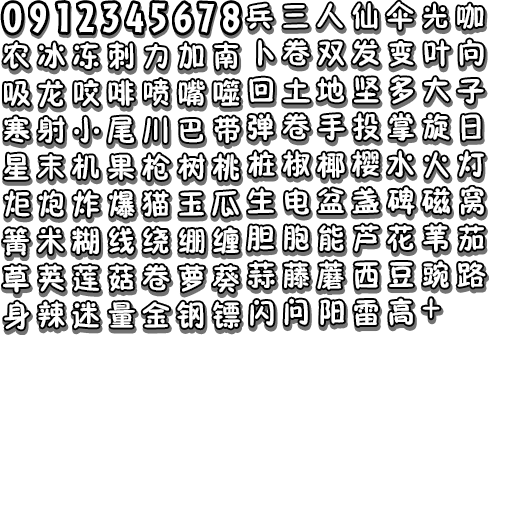 0912345678兵三人仙伞光咖
农冰冻刺力加南卜卷双发变叶向
吸龙咬啡喷嘴噬回土地坚多大子
寒射小尾川巴带弹卷手投掌旋日
星末机果枪树桃桩椒椰樱水火灯
炬炮炸爆猫玉瓜生电盆盏碑磁窝
篱米糊线绕绷缠胆胞能芦花苇茄
草荚莲菇卷萝葵蒜藤蘑西豆豌路
身辣迷量金钢镖闪问阳雷高+